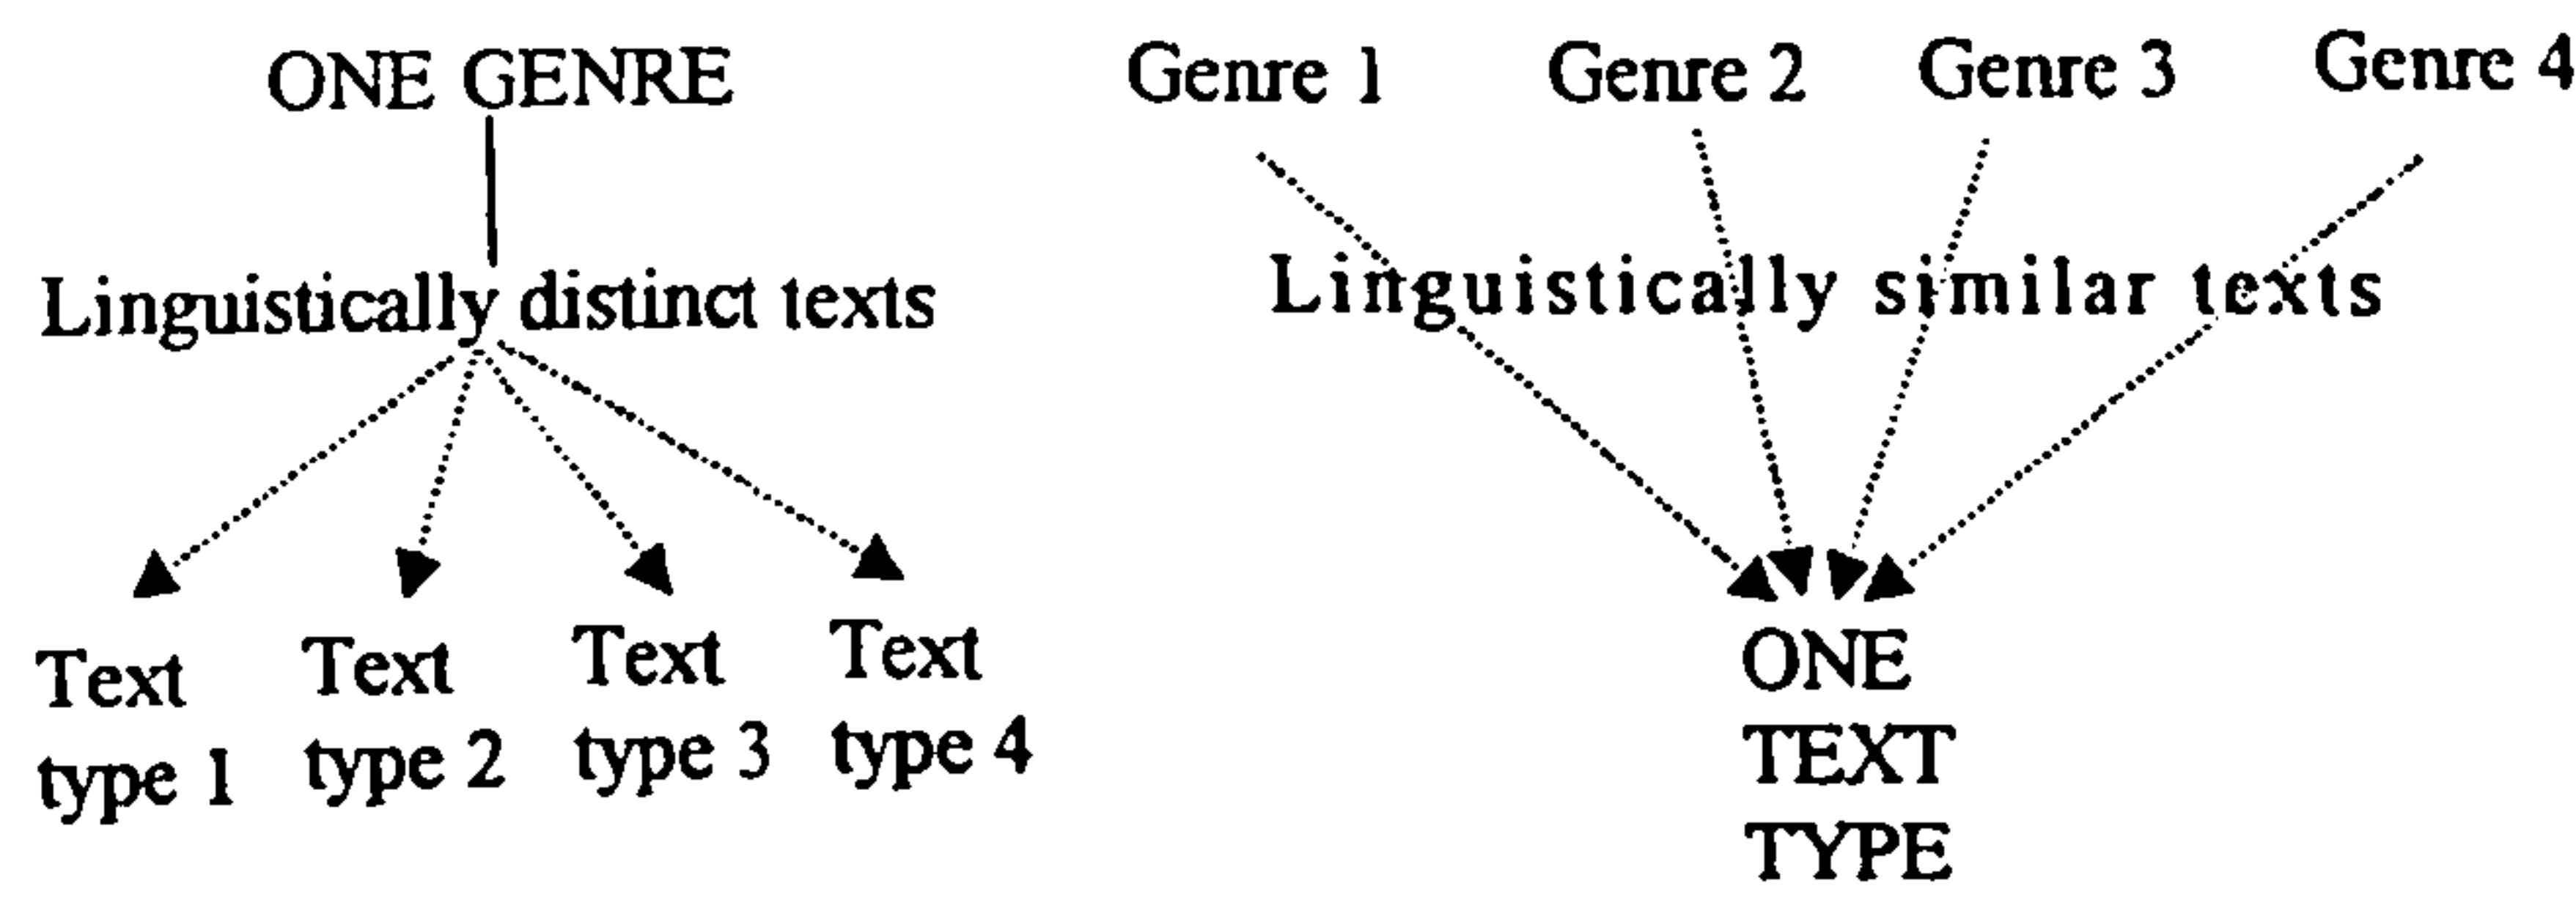 ONE GENRE
Linguistically distinct texts
Text type 1
Text type 2
Text type 3
Text type 4
Genre 1
Genre 2
Genre 3
Genre 4
Linguistically similar texts
ONE
TEXT
TYPE